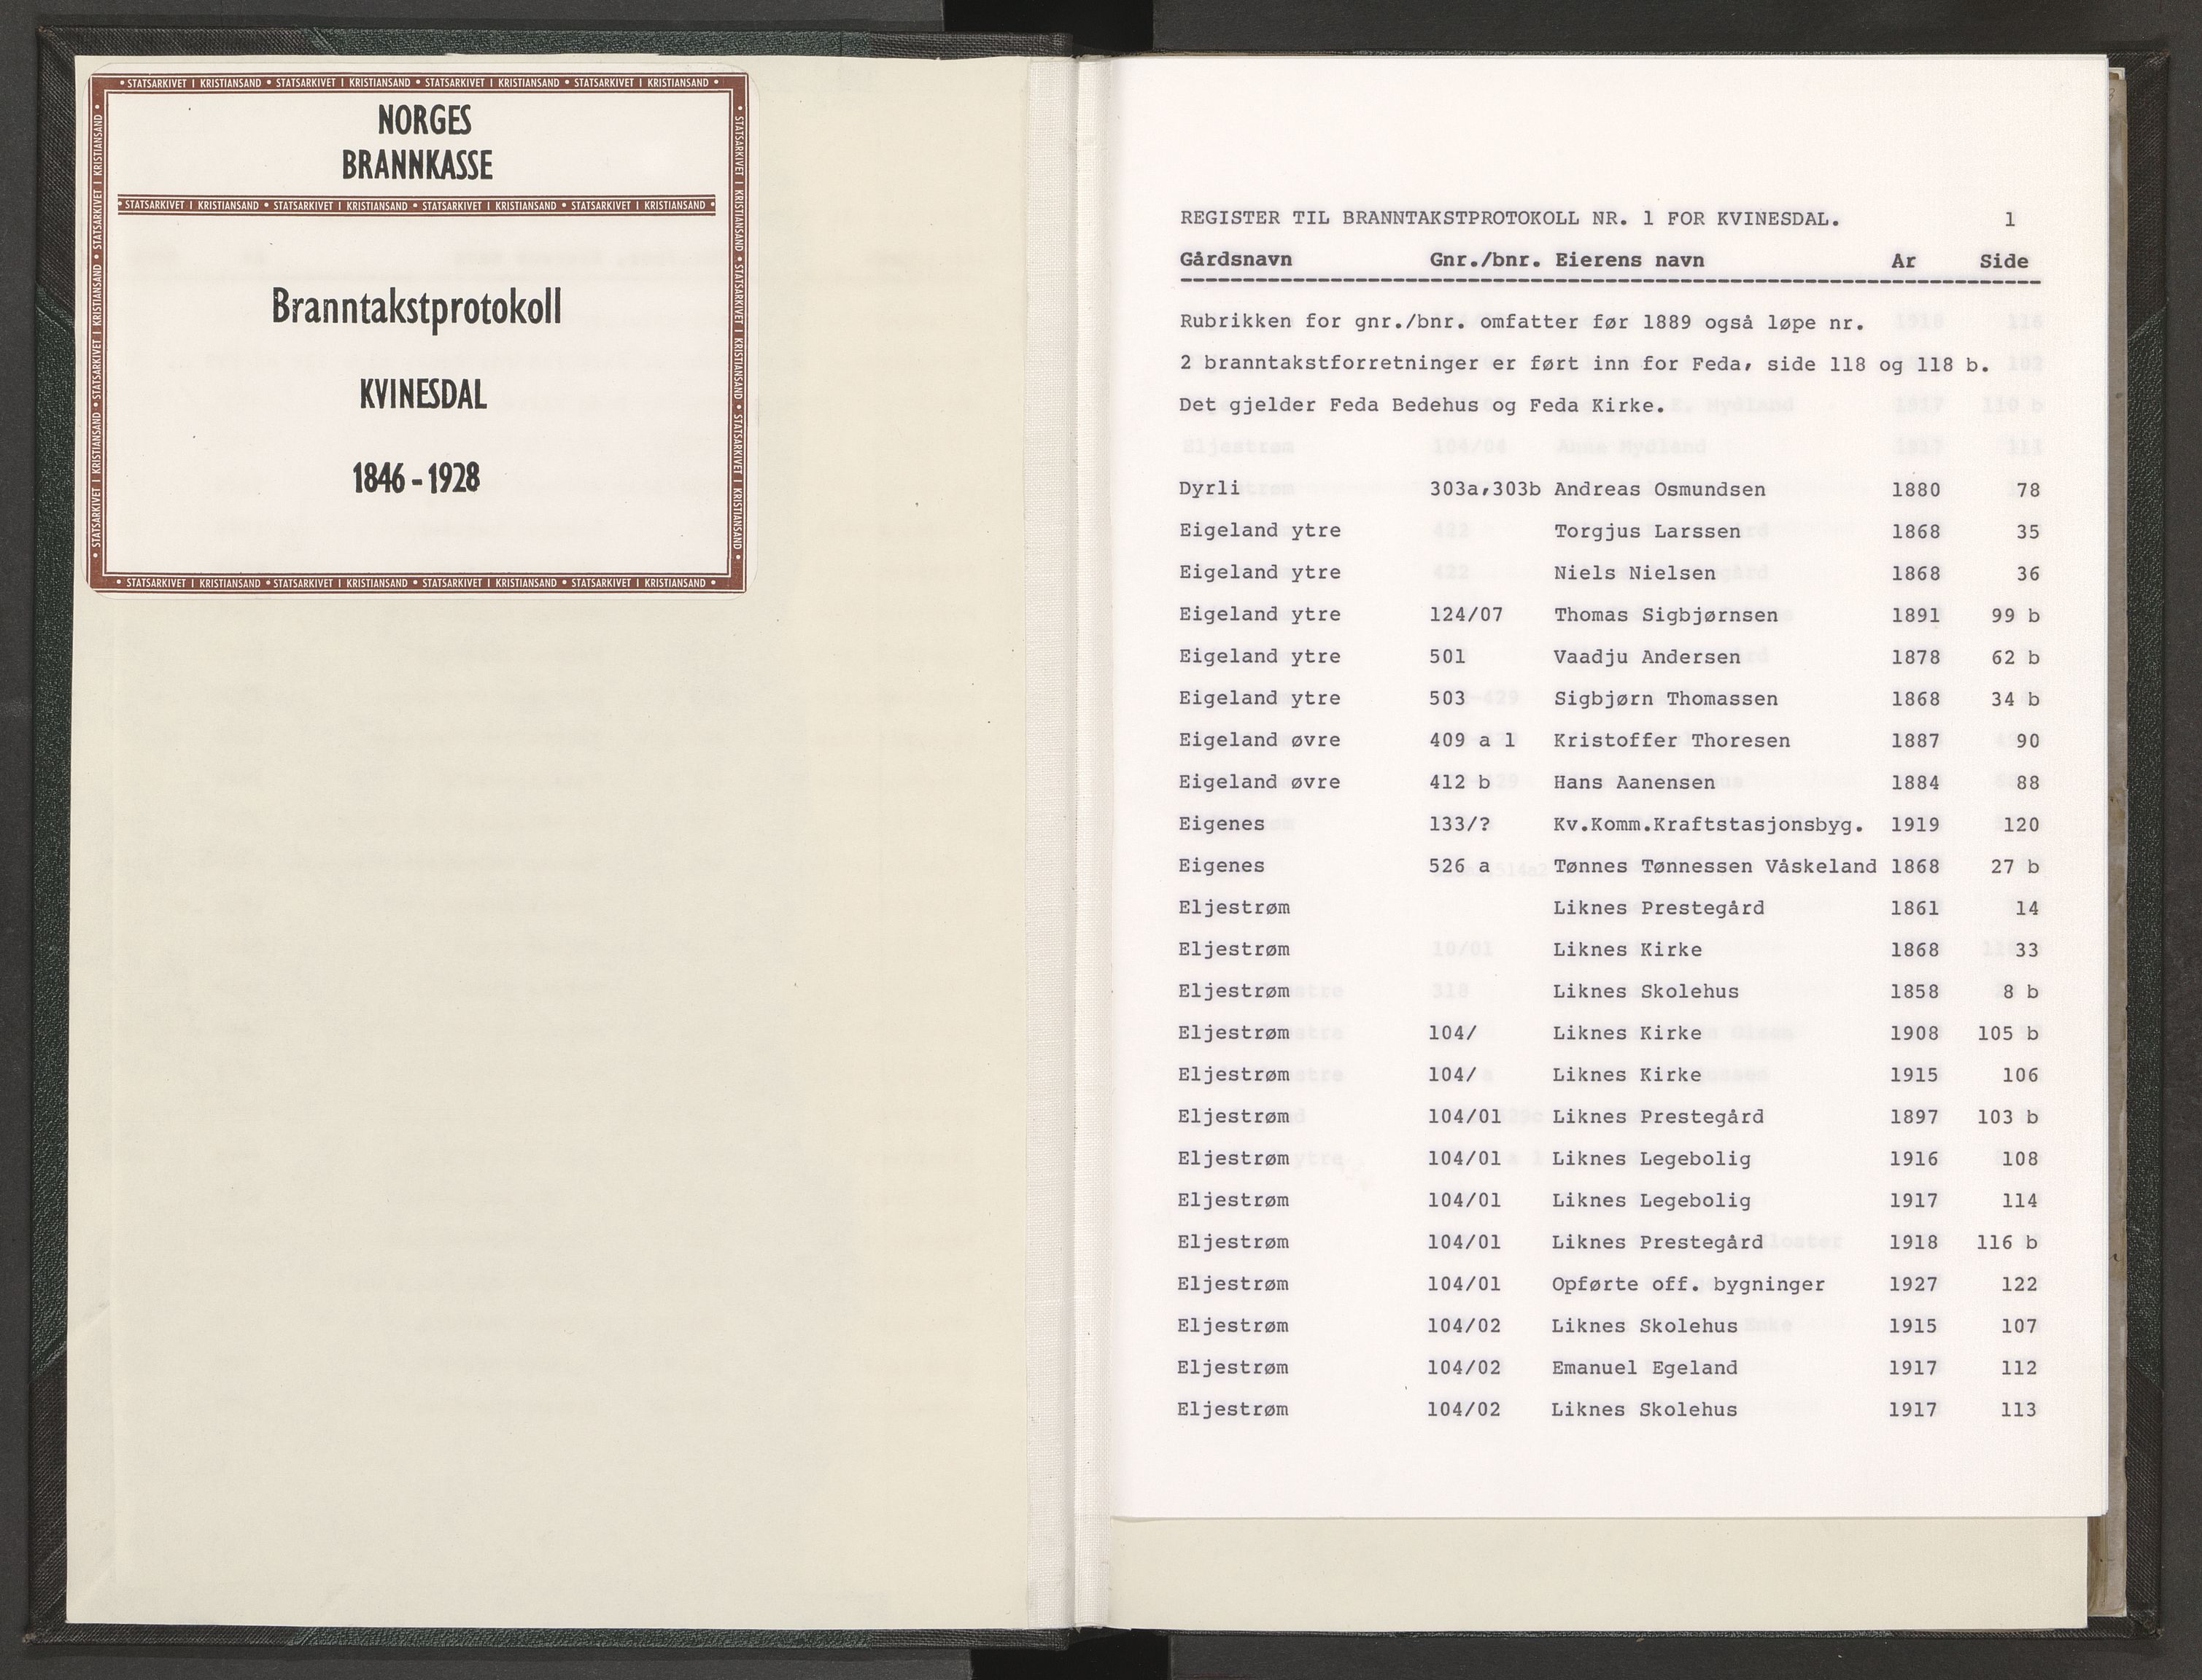 • STATSARKIVET I KRISTIANSAND • STATSARKIVET I KRISTIANSAND • STATSARKIVET I KRISTIANSAND • STATSARKIVET I KRISTIANSAND •
NORGES
BRANNKASSE
• STATSARKIVET I KRISTIANSAND • STATSARKIVET I KRISTIANSAND • STATSARKIVET I KRISTIANSAND • STATSARKIVET I KRISTIANSAND •
Branntakstprotokoll
KVINESDAL
1846 - 1928
• STATSARKIVET I KRISTIANSAND • STATSARKIVET I KRISTIANSAND • STATSARKIVET I KRISTIANSAND •
• STATSARKIVET I KRISTIANSAND • STATSARKIVET I KRISTIANSAND • STATSARKIVET I KRISTIANSAND •
• STATSARKIVET I KRISTIANSAND • STATSARKIVET I KRISTIANSAND • STATSARKIVET I KRISTIANSAND • STATSARKIVET I KRISTIANSAND •
REGISTER TIL BRANNTAKSTPROTOKOLL NR. 1 FOR KVINESDAL. 1
Gårdsnavn Gnr./bnr. Eierens navn Ar Side
Rubrikken for gnr./bnr. omfatter før 1889 også løpe nr.
2 branntakstforretninger er ført inn for Feda, side 118 og 118 b.
Det gjelder Feda Bedehus og Feda Kirke.
Dyrli 303a,303b Andreas Osmundsen 1880 78
Eigeland ytre Torgjus Larssen 1868 35
Eigeland ytre Niels Nielsen 1868 36
Eigeland ytre 124/07 Thomas Sigbjørnsen 1891 99 b
Eigeland ytre 501 Vaadju Andersen 1878 62 b
Eigeland ytre 503 Sigbjørn Thomassen 1868 34 b
Eigeland øvre 409 a 1 Kristoffer Thoresen 1887 90
Eigeland øvre 412 b Hans Aanensen 1884 88
Eigenes 133/? Kv.Komm.Kraftstasjonsbyg. 1919 120
Eigenes 526 a Tønnes Tønnessen Våskeland 1868 27 b
Eljestrøm Liknes Prestegård 1861 14
Eljestrøm Liknes Kirke 1868 33
Eljestrøm Liknes Skolehus 1858 8 b
Eljestrøm 104/ Liknes Kirke 1908 105 b
Eljestrøm 104/ Liknes Kirke 1915 106
Eljestrøm 104/01 Liknes Prestegård 1897 103 b
Eljestrøm 104/01 Liknes Legebolig 1916 108
Eljestrøm 104/01 Liknes Legebolig 1917 114
Eljestrøm 104/01 Liknes Prestegård 1918 116 b
Eljestrøm 104/01 Opførte off. bygninger 1927 122
Eljestrøm 104/02 Liknes Skolehus 1915 107
Eljestrøm 104/02 Emanuel Egeland 1917 112
Eljestrøm 104/02 Liknes Skolehus 1917 113